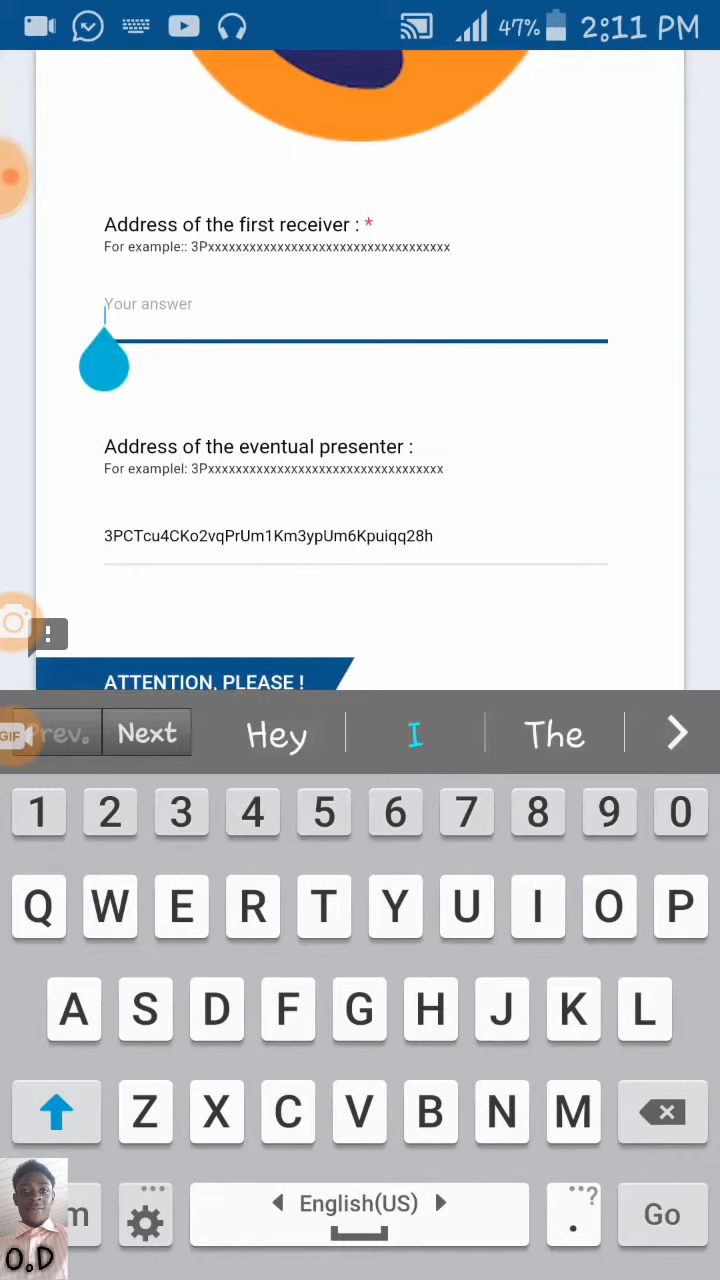 47% 2:11 PM
Address of the first receiver : *
For example:: 3Pxxxxxxxxxxxxxxxxxxxxxxxxxxxxxxxxxxx
Your answer
Address of the eventual presenter :
For examplel: 3Pxxxxxxxxxxxxxxxxxxxxxxxxxxxxxxxxxx
3PCTcu4CKo2vqPrUm1Km3ypUm6Kpuiqq28h
!
ATTENTION, PLEASE !
GIF Prev. Next Hey I The
1 2 3 4 5 6 7 8 9 0
Q W E R T Y U I O P
A S D F G H J K L
Z X C V B N M
m English(US) . ? Go
O.D